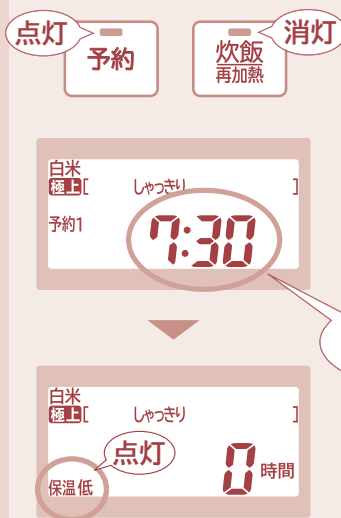 点灯
予約
炊飯
再加熱
消灯
白米
極上[ しゃっきり ]
予約1
7:30
白米
極上[ しゃっきり ]
点灯
保温低
0時間